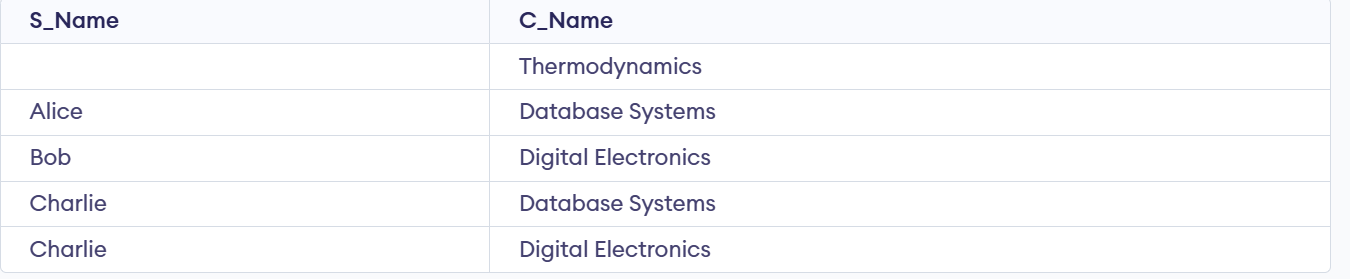 S_Name C_Name
Thermodynamics
Alice Database Systems
Bob Digital Electronics
Charlie Database Systems
Charlie Digital Electronics